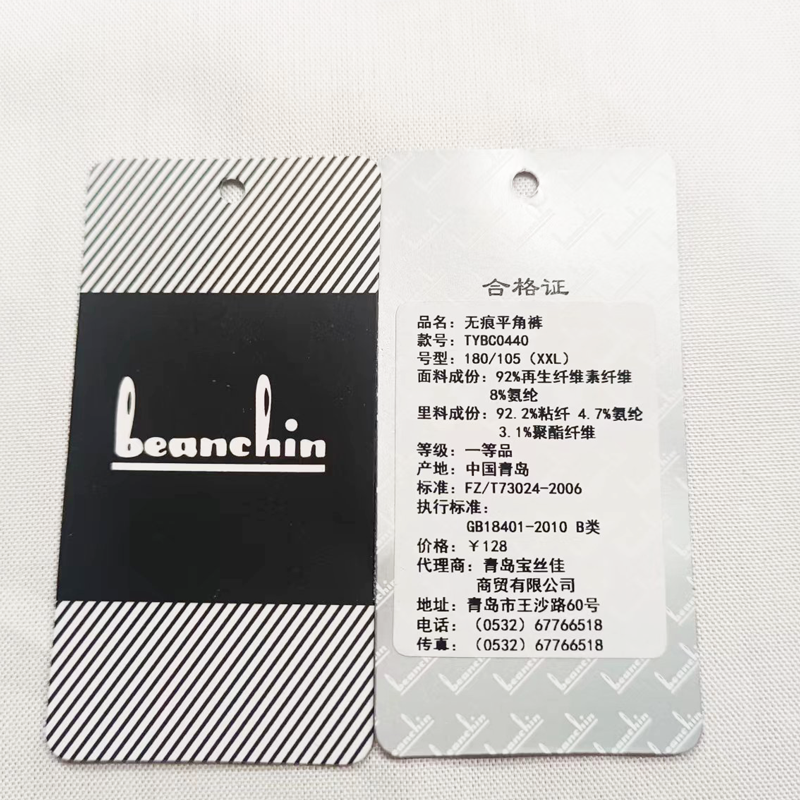 beanchin
合格证
品名：无痕平角裤
款号：TYBC0440
号型：180/105（XXL）
面料成份：92%再生纤维素纤维
8%氨纶
里料成份：92.2%粘纤 4.7%氨纶
3.1%聚酯纤维
等级：一等品
产地：中国青岛
标准：FZ/T73024-2006
执行标准：
GB18401-2010 B类
价格：￥128
代理商：青岛宝丝佳
商贸有限公司
地址：青岛市王沙路60号
电话：（0532）67766518
传真：（0532）67766518